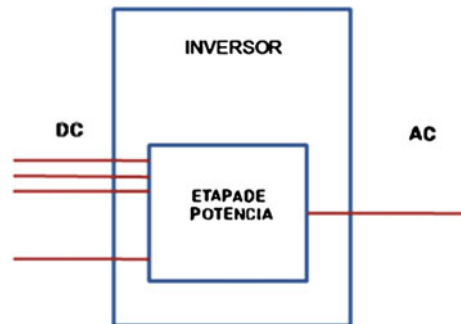 INVERSOR
DC
AC
ETAPADE
POTENCIA